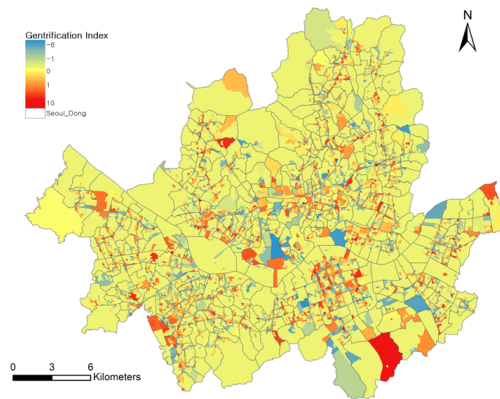 Gentrification Index
-6
-1
0
1
10
Seoul_Dong
N
0 3 6
Kilometers